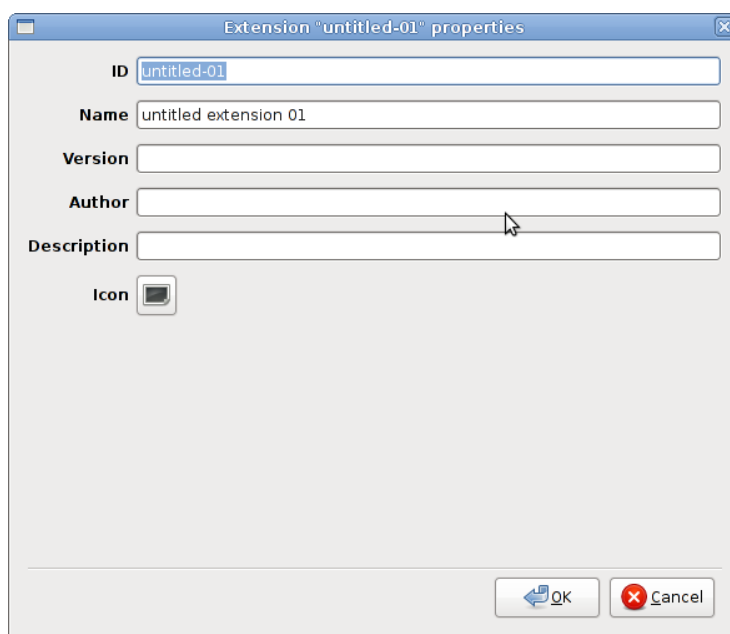 Extension "untitled-01" properties
ID untitled-01
Name untitled extension 01
Version
Author
Description
Icon
OK Cancel